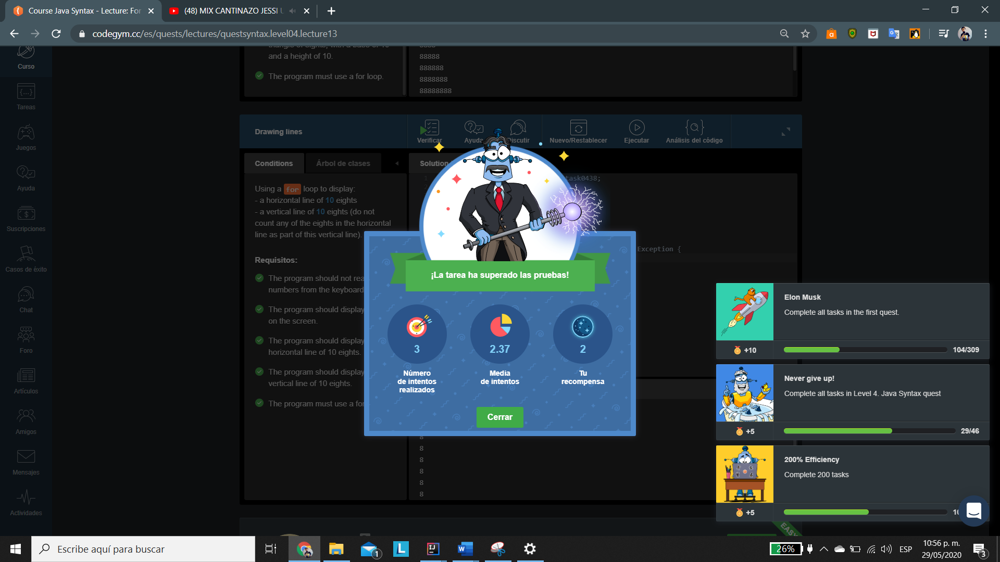 Course Java Syntax - Lecture: For
(48) MIX CANTINAZO JESSI
codegym.cc/es/quests/lectures/questsyntax.level04.lecture13
Curso
Tareas
Juegos
Ayuda
Suscripciones
Casos de éxito
Chat
Foro
Artículos
Amigos
Mensajes
Actividades
and a height of 10.
The program must use a for loop.
88888
888888
8888888
88888888
Drawing lines
Verificar
Ayuda
Discutir
Nuevo/Restablecer
Ejecutar
Análisis del código
Conditions
Árbol de clases
Solution
1
2
task0438;
Exception {
Using a for loop to display:
- a horizontal line of 10 eights
- a vertical line of 10 eights (do not
count any of the eights in the horizontal
line as part of this vertical line).
Requisitos:
The program should not rea
numbers from the keyboard
The program should display
on the screen.
The program should display
horizontal line of 10 eights.
The program should display
vertical line of 10 eights.
The program must use a for
¡La tarea ha superado las pruebas!
3
Número
de intentos
realizados
2.37
Media
de intentos
2
Tu
recompensa
Cerrar
8
8
8
8
8
8
Elon Musk
Complete all tasks in the first quest.
+10
104/309
Never give up!
Complete all tasks in Level 4. Java Syntax quest
+5
29/46
200% Efficiency
Complete 200 tasks
+5
EASY
Escribe aquí para buscar
1
26%
ESP
10:56 p. m.
29/05/2020
3